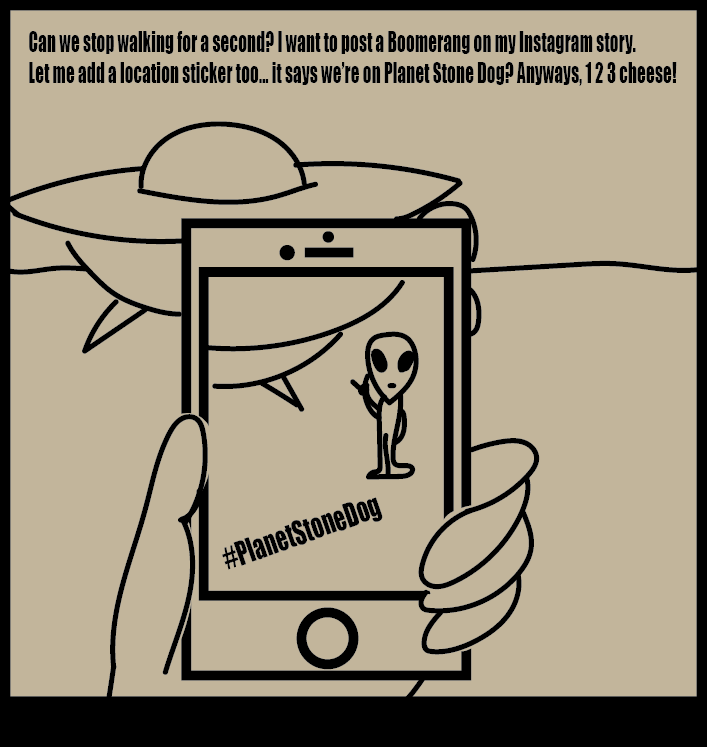 Can we stop walking for a second? I want to post a Boomerang on my Instagram story.
Let me add a location sticker too... it says we're on Planet Stone Dog? Anyways, 1 2 3 cheese!
#PlanetStoneDog